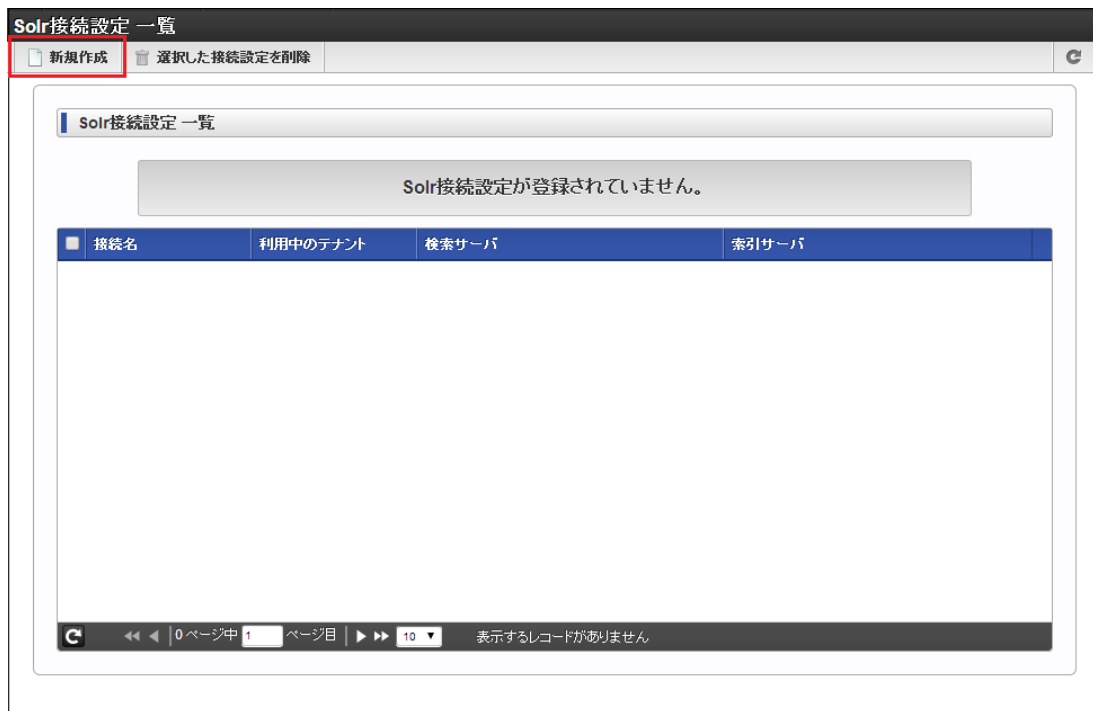 Solr接続設定 一覧
新規作成 選択した接続設定を削除
Solr接続設定 一覧
Solr接続設定が登録されていません。
接続名 利用中のテナント 検索サーバ 索引サーバ
0 ページ中 1 ページ目 10 表示するレコードがありません